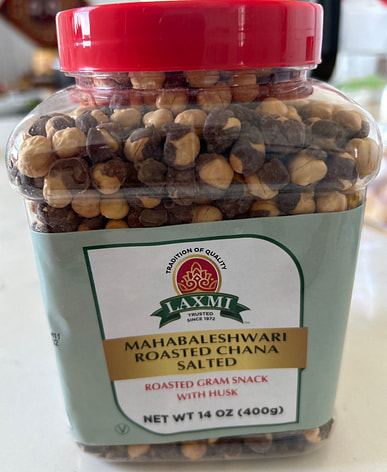 TRADITION OF QUALITY
LAXMI
TRUSTED
SINCE 1972
MAHABALESHWARI
ROASTED CHANA
SALTED
ROASTED GRAM SNACK
WITH HUSK
NET WT 14 OZ (400g)